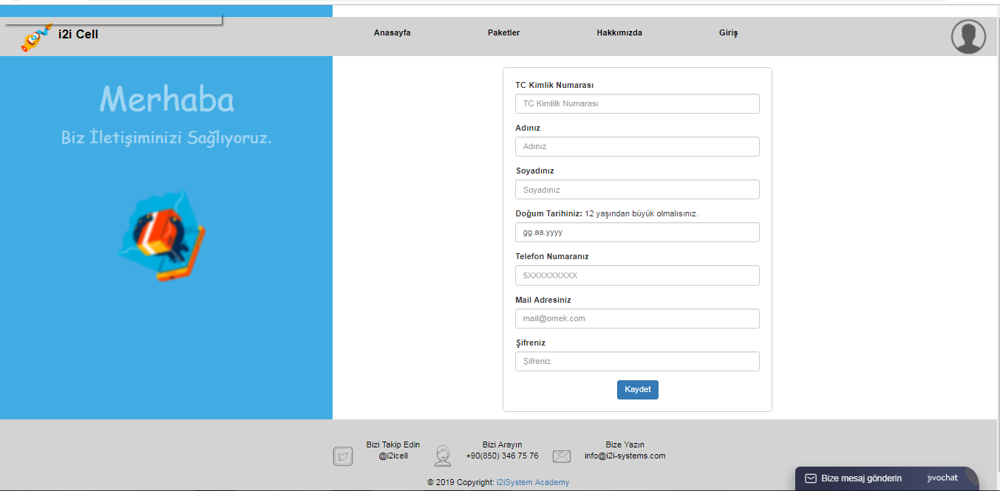 i2i Cell
Anasayfa
Paketler
Hakkımızda
Giriş
Merhaba
Biz İletişiminizi Sağlıyoruz.
TC Kimlik Numarası
TC Kimlilk Numarası
Adınız
Adınız
Soyadınız
Soyadınız
Doğum Tarihiniz: 12 yaşından büyük olmalısınız.
gg.aa.yyyy
Telefon Numaranız
5XXXXXXXXX
Mail Adresiniz
mail@ornek.com
Şifreniz
Şifreniz
Kaydet
Bizi Takip Edin
@i2icell
Bizi Arayın
+90(850) 346 75 76
Bize Yazın
info@i2i-systems.com
© 2019 Copyright: i2iSystem Academy
Bize mesaj gönderin
jivochat